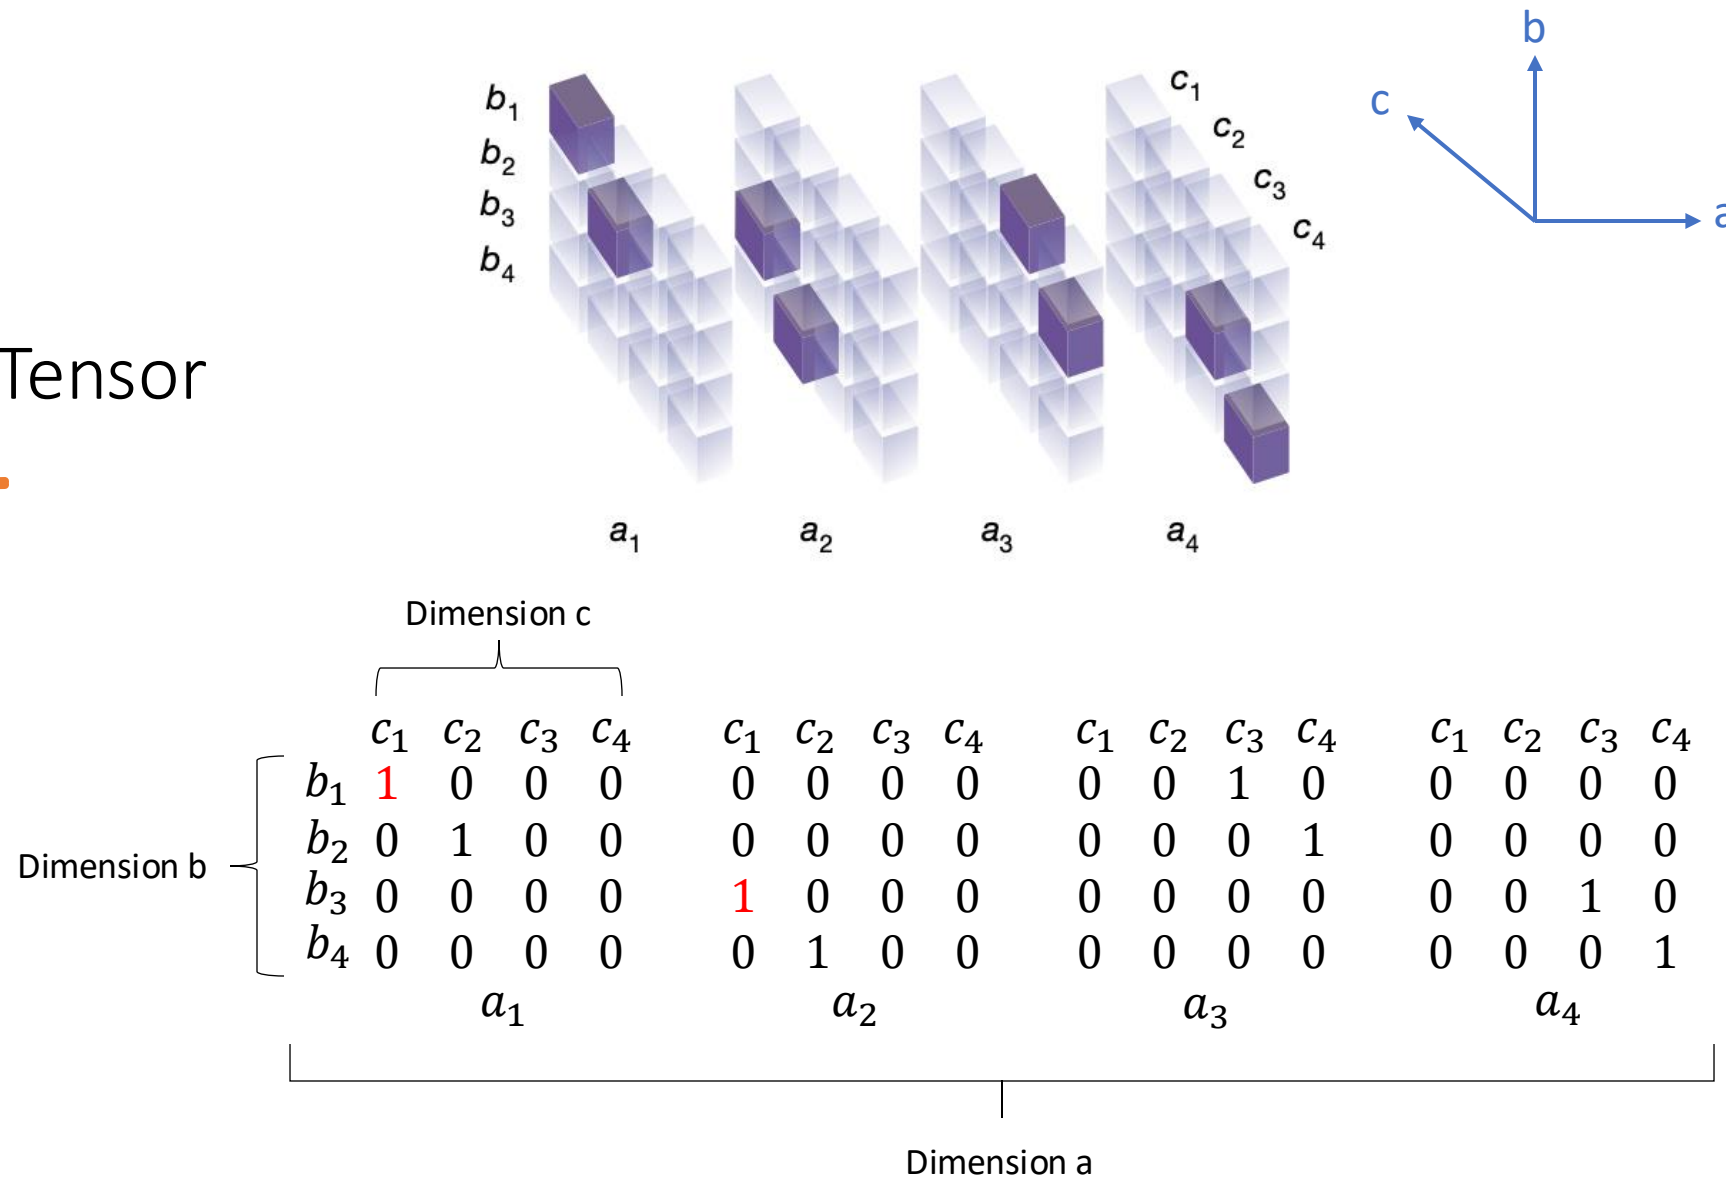 b
c
a
b₁
b₂
b₃
b₄
c₁
c₂
c₃
c₄
Tensor
a₁ a₂ a₃ a₄
Dimension c
c₁ c₂ c₃ c₄ c₁ c₂ c₃ c₄ c₁ c₂ c₃ c₄ c₁ c₂ c₃ c₄
b₁ 1 0 0 0 0 0 0 0 0 0 1 0 0 0 0 0
b₂ 0 1 0 0 0 0 0 0 0 0 0 1 0 0 0 0
Dimension b
b₃ 0 0 0 0 1 0 0 0 0 0 0 0 0 0 1 0
b₄ 0 0 0 0 0 1 0 0 0 0 0 0 0 0 0 1
a₁ a₂ a₃ a₄
Dimension a